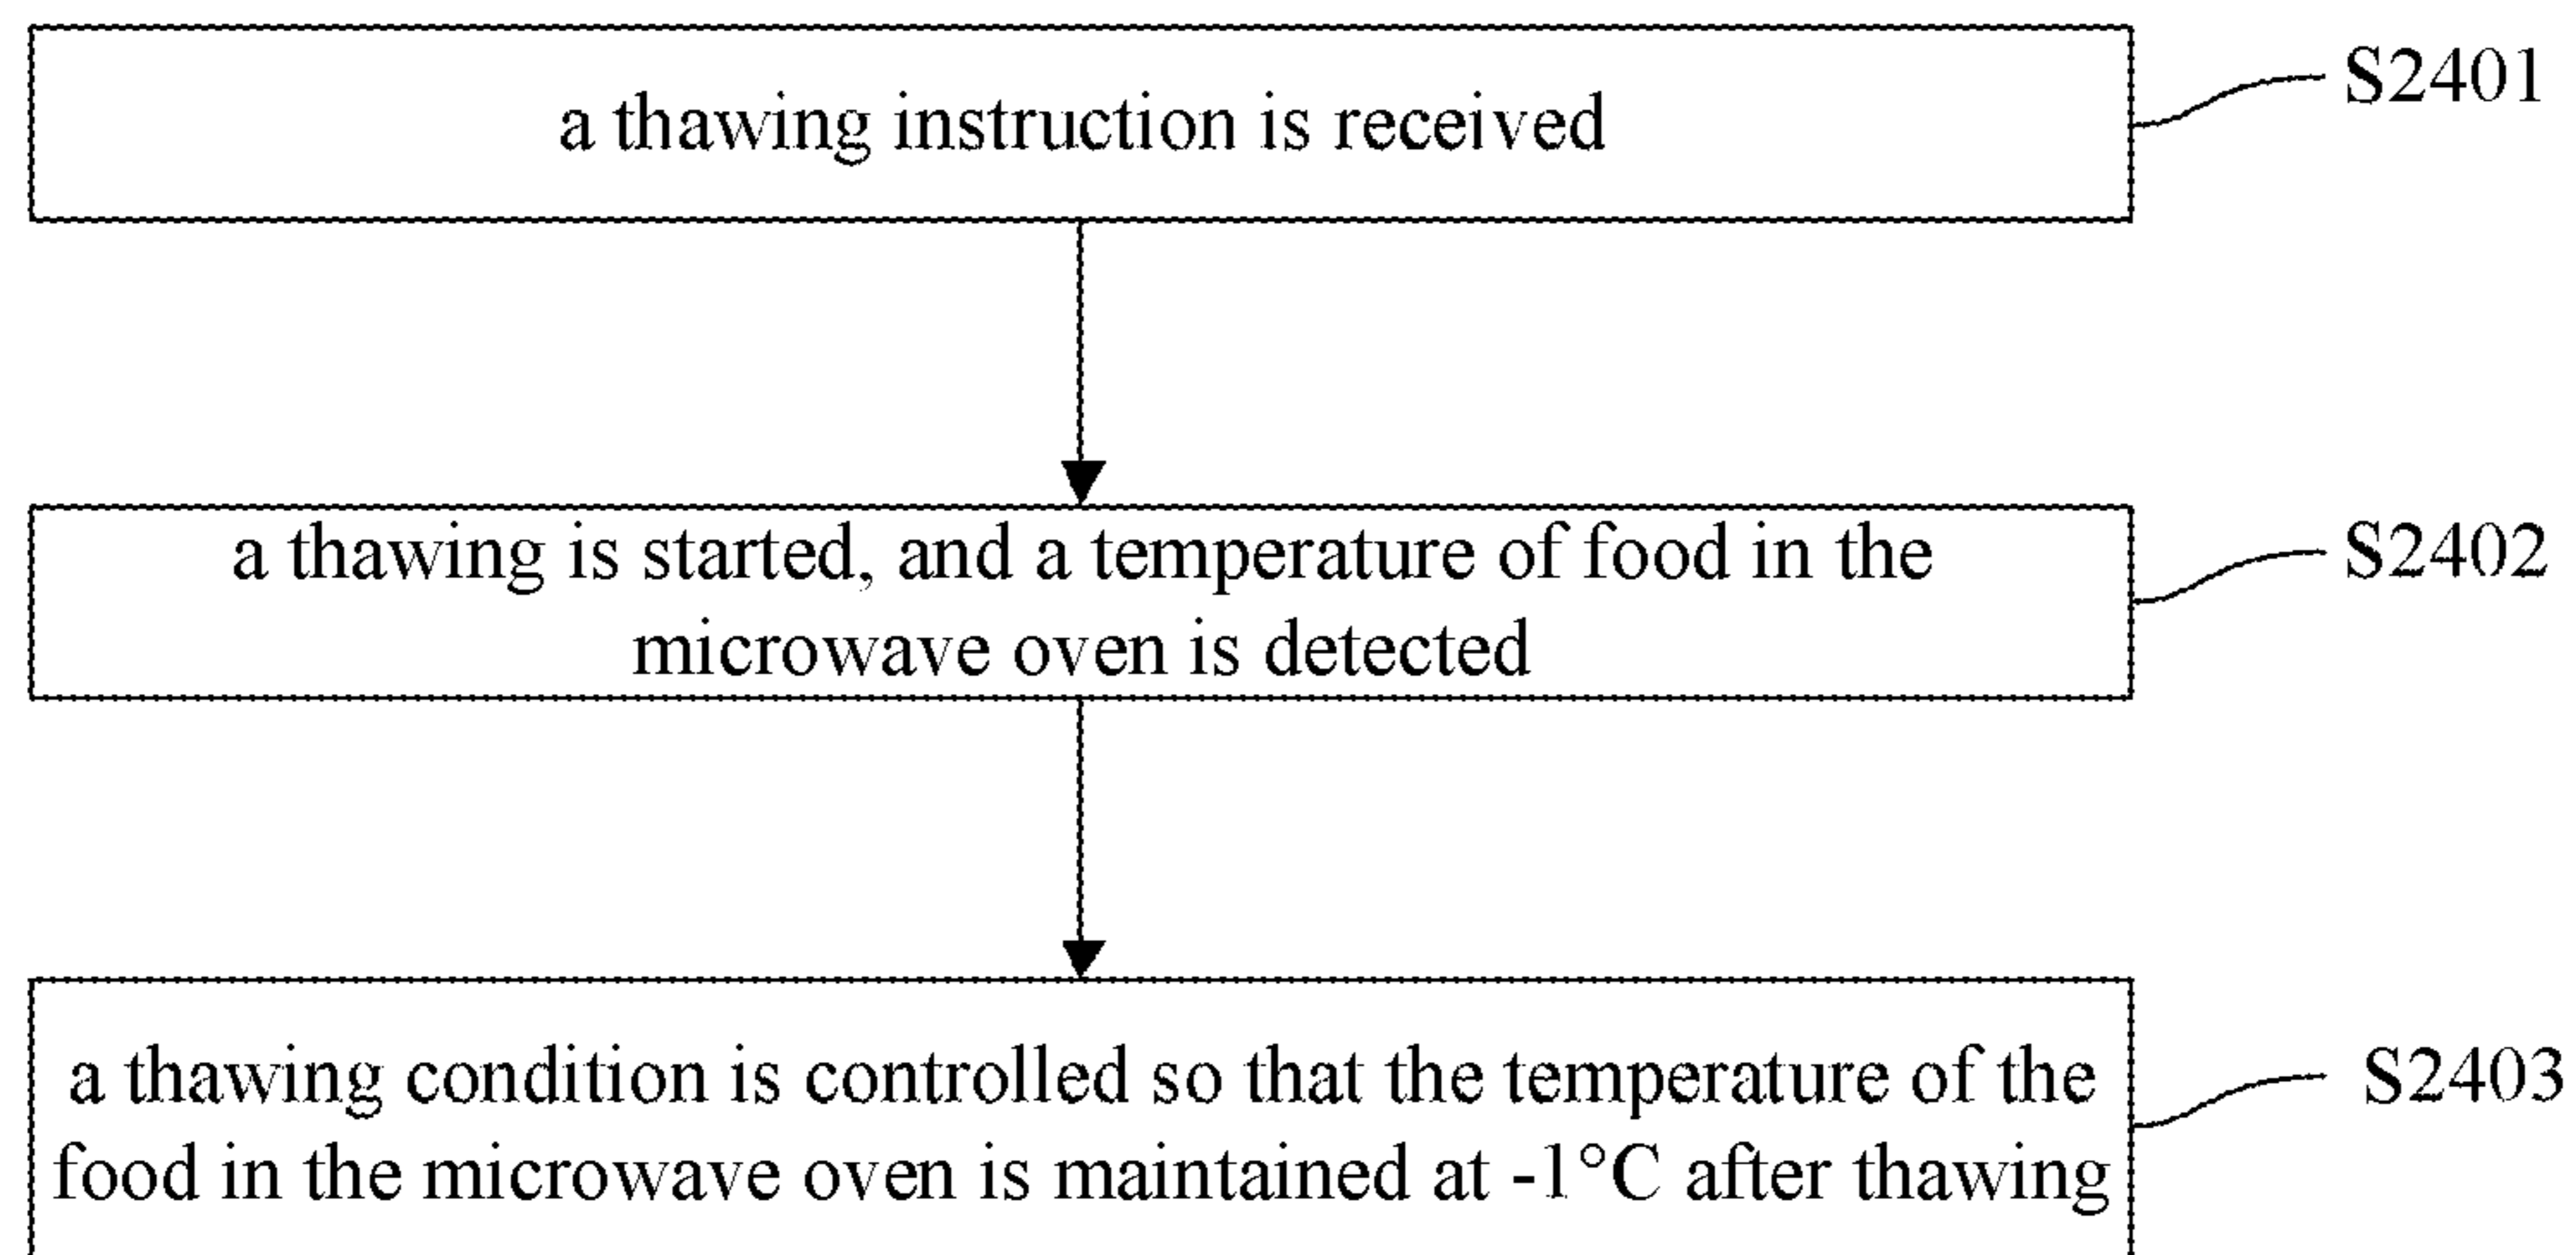 a thawing instruction is received
S2401
a thawing is started, and a temperature of food in the
microwave oven is detected
S2402
a thawing condition is controlled so that the temperature of the
food in the microwave oven is maintained at -1°C after thawing
S2403